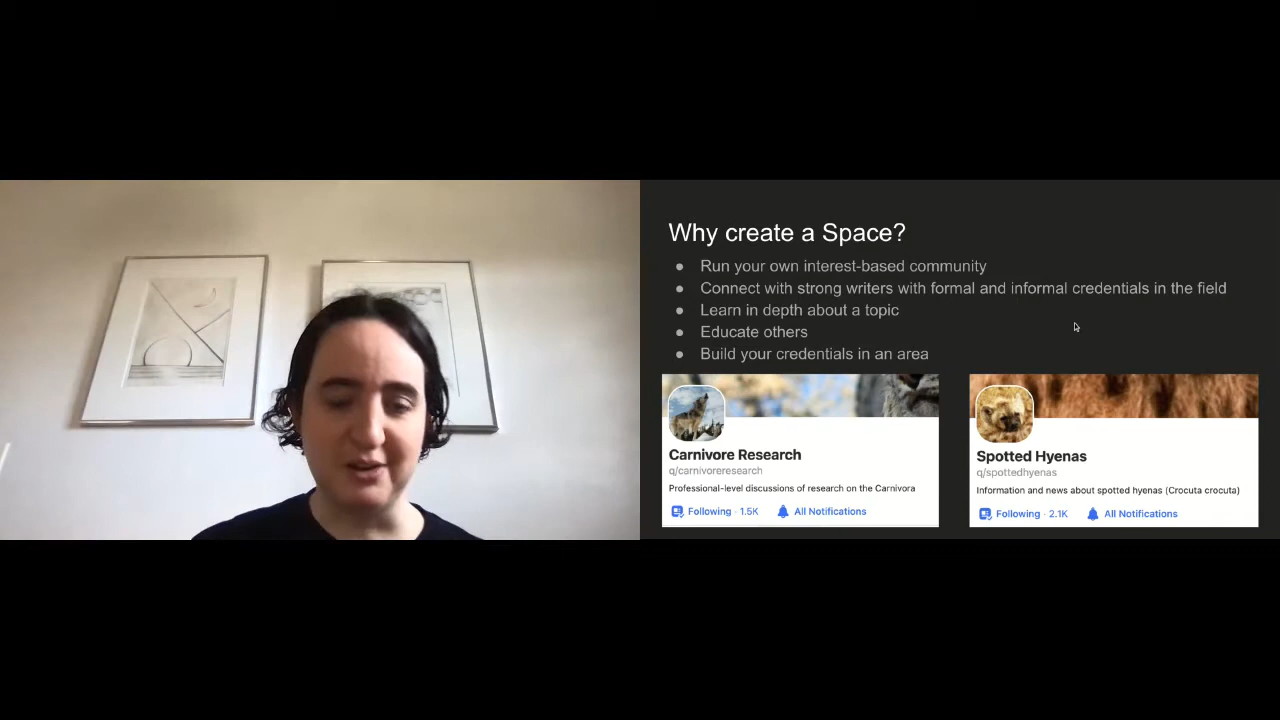 Why create a Space?
● Run your own interest-based community
● Connect with strong writers with formal and informal credentials in the field
● Learn in depth about a topic
● Educate others
● Build your credentials in an area
Carnivore Research
q/carnivoreresearch
Professional-level discussions of research on the Carnivora
Following · 1.5K All Notifications
Spotted Hyenas
q/spottedhyenas
Information and news about spotted hyenas (Crocuta crocuta)
Following · 2.1K All Notifications